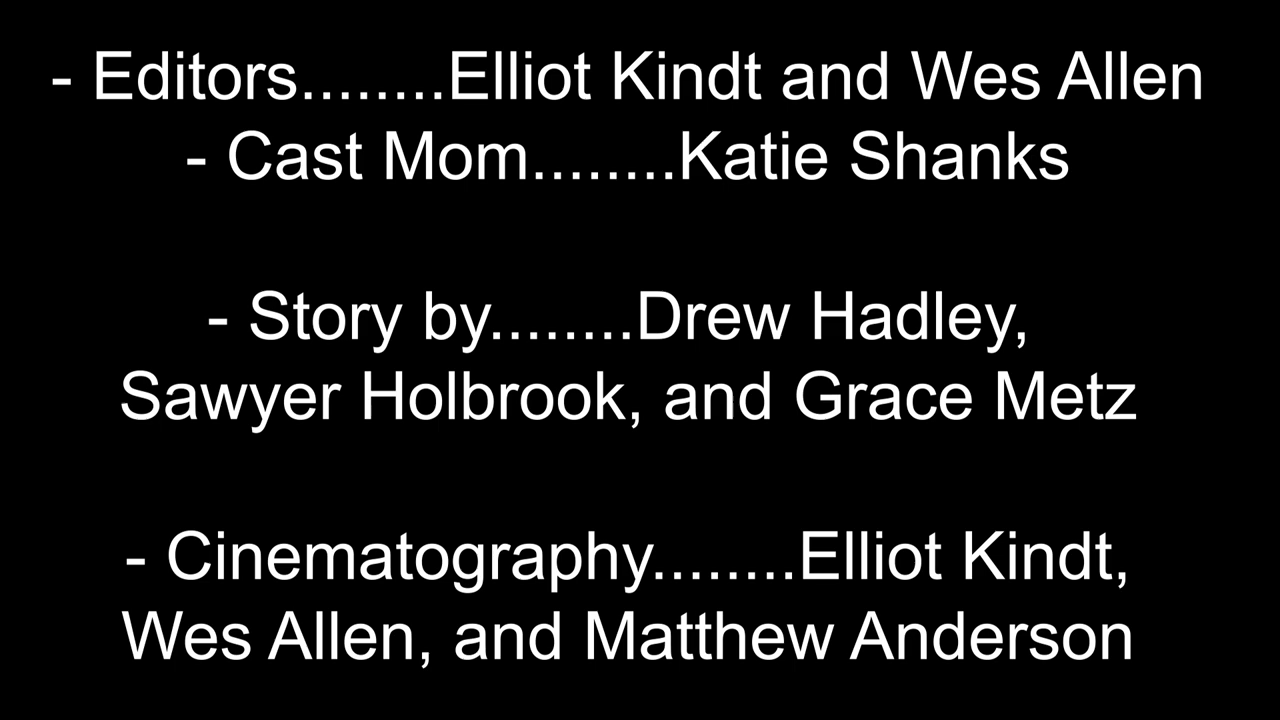 - Editors........Elliot Kindt and Wes Allen
- Cast Mom........Katie Shanks
- Story by........Drew Hadley,
Sawyer Holbrook, and Grace Metz
- Cinematography........Elliot Kindt,
Wes Allen, and Matthew Anderson